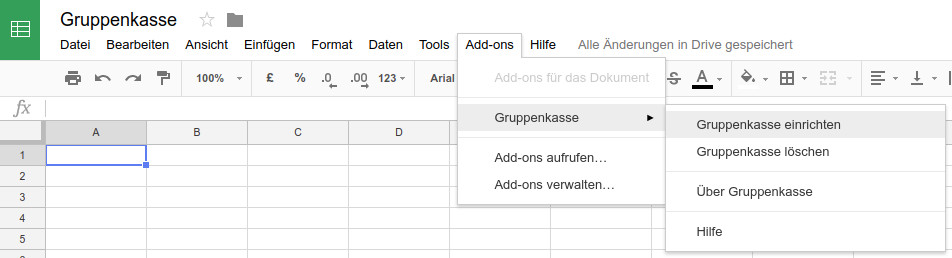 Gruppenkasse
Datei Bearbeiten Ansicht Einfügen Format Daten Tools Add-ons Hilfe Alle Änderungen in Drive gespeichert
100% £ % .0 .00 123 Arial S A
Add-ons für das Dokument
fx
Gruppenkasse
Gruppenkasse einrichten
A B C D
1
Gruppenkasse löschen
Add-ons aufrufen…
2
Add-ons verwalten…
Über Gruppenkasse
3
4
Hilfe
5